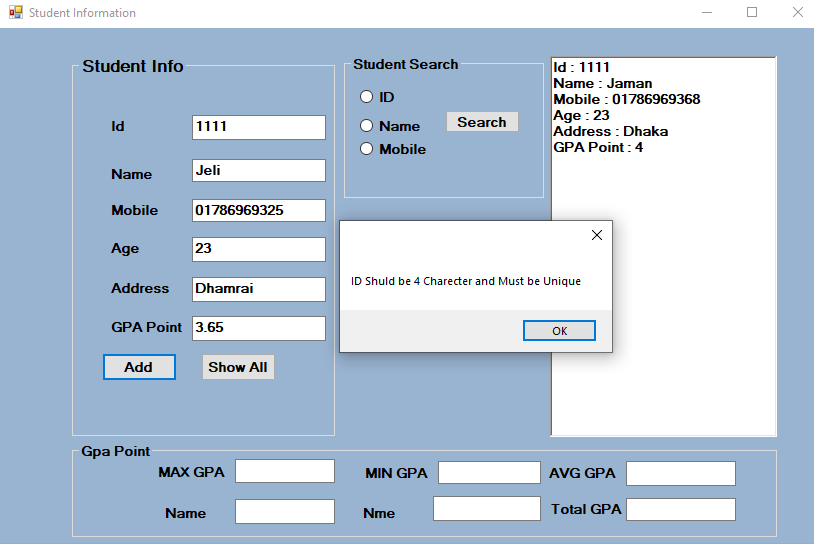 Student Information
Student Info
Id 1111
Name Jeli
Mobile 01786969325
Age 23
Address Dhamrai
GPA Point 3.65
Add Show All
Student Search
ID
Name
Mobile
Search
Id : 1111
Name : Jaman
Mobile : 01786969368
Age : 23
Address : Dhaka
GPA Point : 4
ID Shuld be 4 Charecter and Must be Unique
OK
Gpa Point
MAX GPA MIN GPA AVG GPA
Name Nme Total GPA